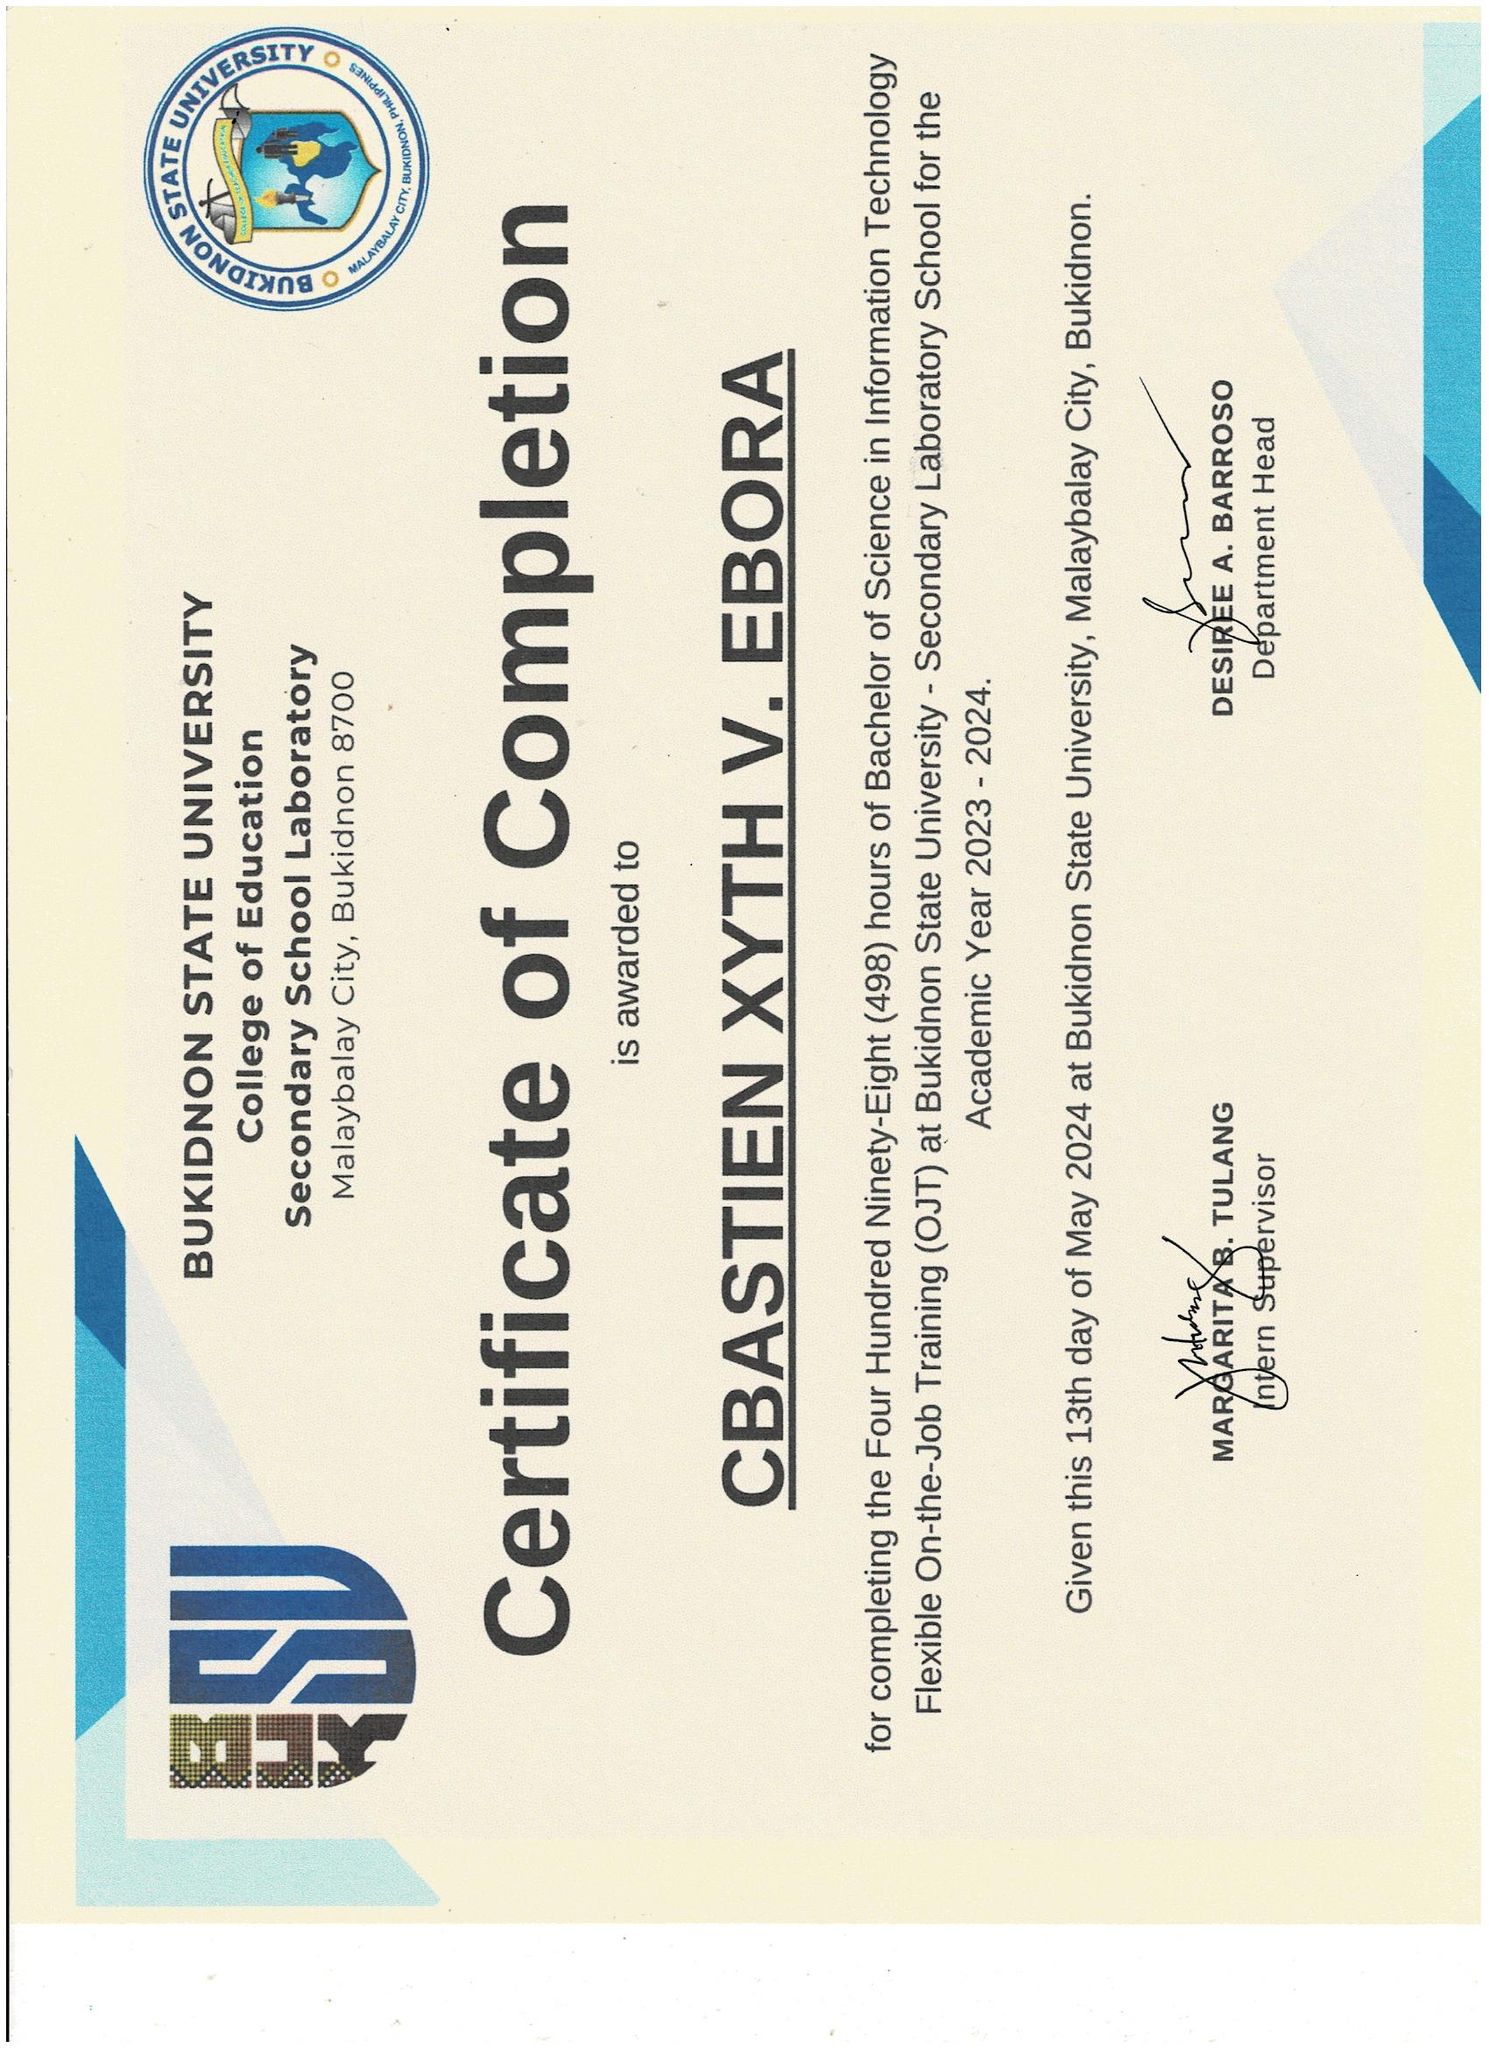 BUKSU
BUKIDNON STATE UNIVERSITY
College of Education
Secondary School Laboratory
Malaybalay City, Bukidnon 8700
BUKIDNON STATE UNIVERSITY
COLLEGE OF TEACHER EDUCATION
MALAYBALAY CITY, BUKIDNON, PHILIPPINES
Certificate of Completion
is awarded to
CBASTIEN XYTH V. EBORA
for completing the Four Hundred Ninety-Eight (498) hours of Bachelor of Science in Information Technology
Flexible On-the-Job Training (OJT) at Bukidnon State University - Secondary Laboratory School for the
Academic Year 2023 - 2024.
Given this 13th day of May 2024 at Bukidnon State University, Malaybalay City, Bukidnon.
MARGARITA B. TULANG
Intern Supervisor
DESIREE A. BARROSO
Department Head